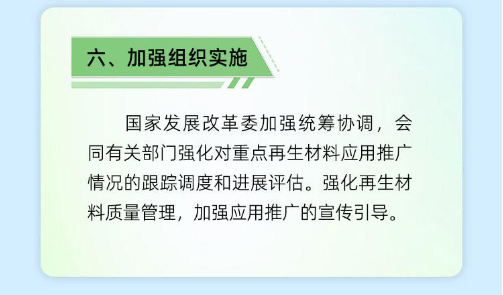 六、加强组织实施
国家发展改革委加强统筹协调，会
同有关部门强化对重点再生材料应用推广
情况的跟踪调度和进展评估。强化再生材
料质量管理，加强应用推广的宣传引导。